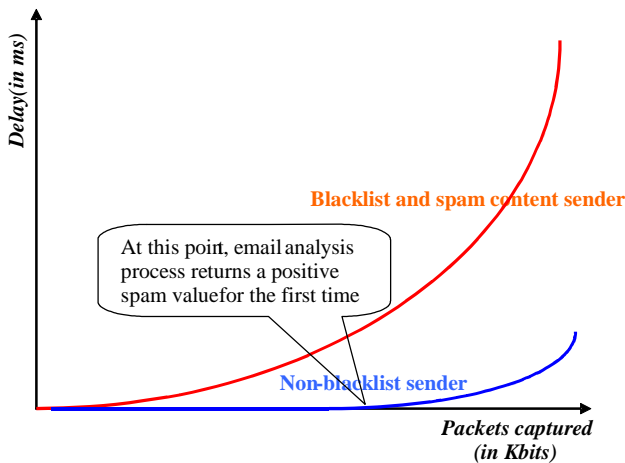 Delay(in ms)
Blacklist and spam content sender
At this point, email analysis
process returns a positive
spam valuefor the first time
Non-blacklist sender
Packets captured
(in Kbits)